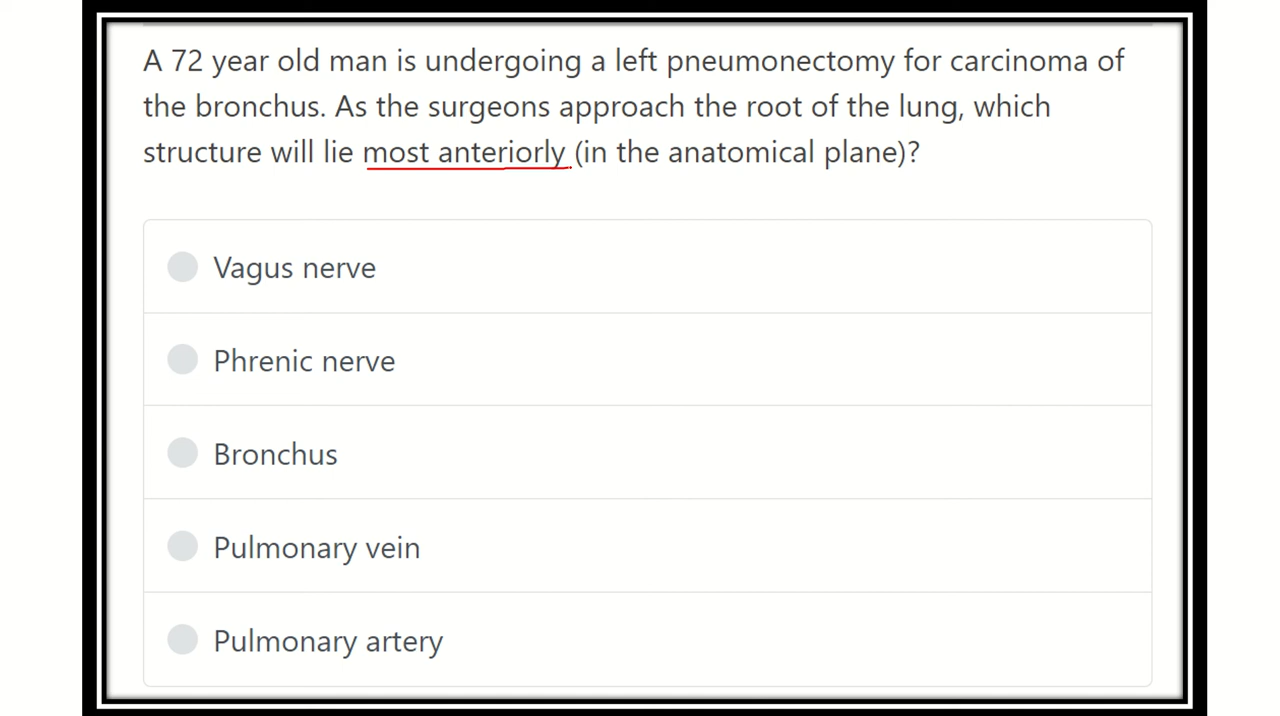 A 72 year old man is undergoing a left pneumonectomy for carcinoma of
the bronchus. As the surgeons approach the root of the lung, which
structure will lie most anteriorly (in the anatomical plane)?
Vagus nerve
Phrenic nerve
Bronchus
Pulmonary vein
Pulmonary artery